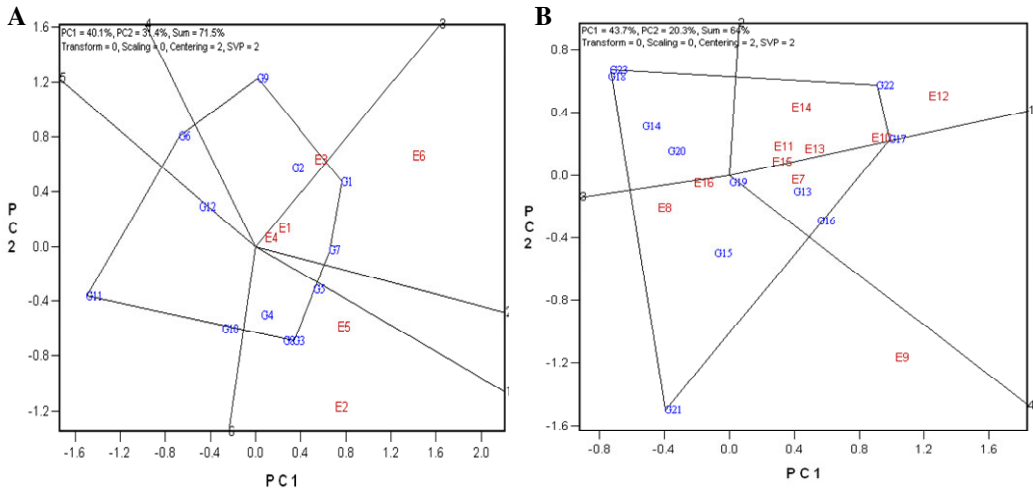 A
PC1 = 40.1%, PC2 = 31.4%, Sum = 71.5%
Transform = 0, Scaling = 0, Centering = 2, SVP = 2
1.6
1.2
0.8
0.4
0.0
-0.4
-0.8
-1.2
PC2
4
3
5
2
1
6
G9
G6
G2
G1
G12
G7
G5
G4
G11
G10
G8
G3
E3
E6
E1
E4
E5
E2
-1.6 -1.2 -0.8 -0.4 0.0 0.4 0.8 1.2 1.6 2.0
PC1
B
PC1 = 43.7%, PC2 = 20.3%, Sum = 64%
Transform = 0, Scaling = 0, Centering = 2, SVP = 2
0.8
0.4
0.0
-0.4
-0.8
-1.2
-1.6
PC2
2
1
3
4
G23
G18
G22
G14
G20
G17
G19
G13
G16
G15
G21
E12
E14
E10
E11
E13
E15
E7
E16
E8
E9
-0.8 -0.4 0.0 0.4 0.8 1.2 1.6
PC1